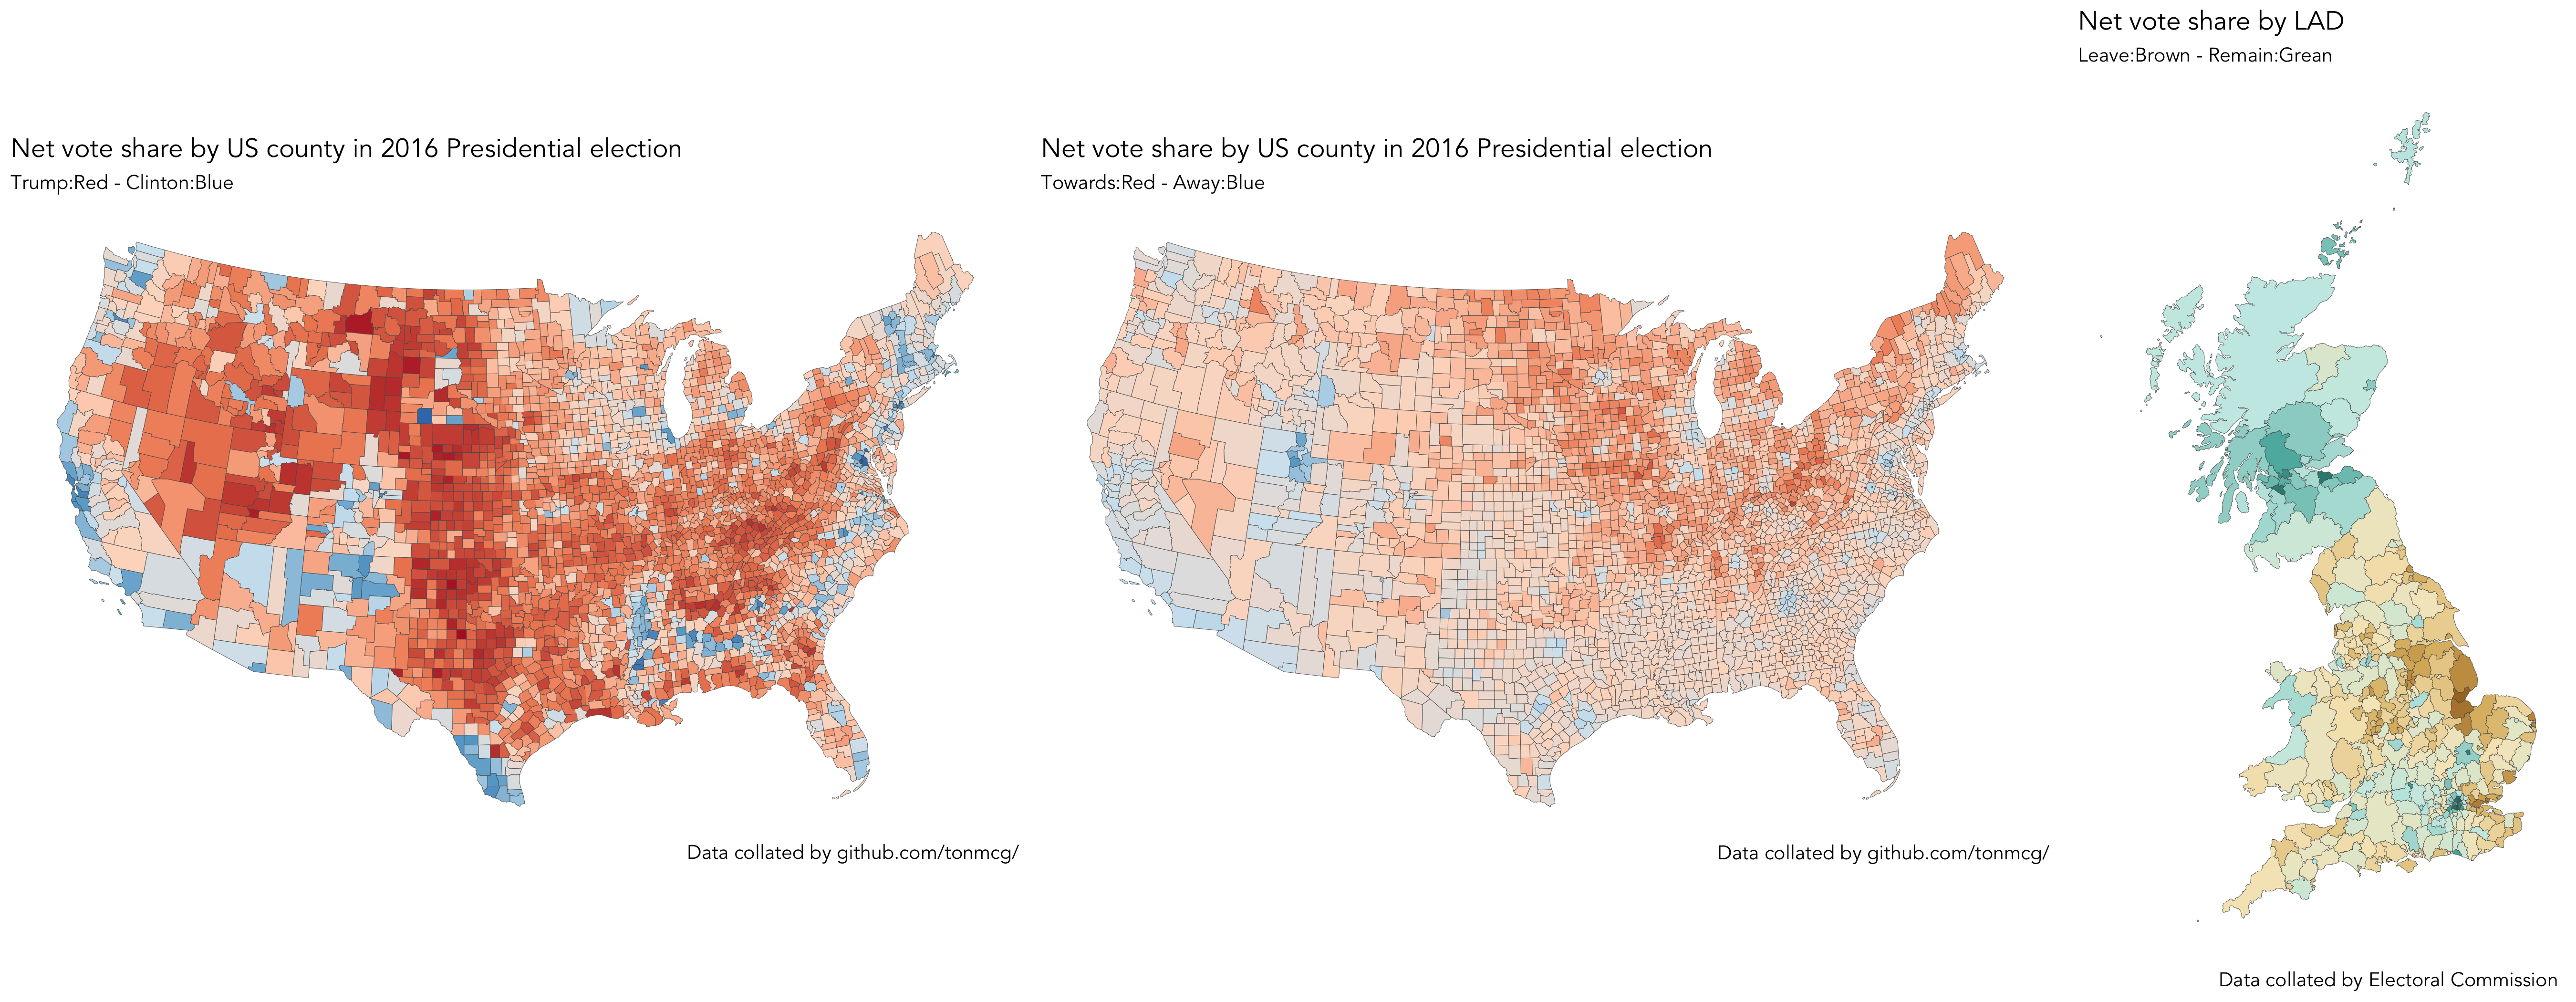 Net vote share by US county in 2016 Presidential election
Trump:Red - Clinton:Blue
Data collated by github.com/tonmcg/
Net vote share by US county in 2016 Presidential election
Towards:Red - Away:Blue
Data collated by github.com/tonmcg/
Net vote share by LAD
Leave:Brown - Remain:Grean
Data collated by Electoral Commission